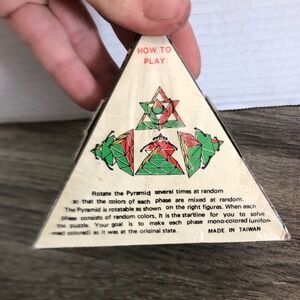 HOW TO
PLAY:
Rotate the Pyramid several times at random
so that the colors of each phase are mixed at random.
The Pyramid is rotatable as shown on the right figures. When each
phase consists of random colors, it is the startline for you to solve
the puzzle. Your goal is to make each phase mono-colored (unifor-
med colored) as it was at the original state. MADE IN TAIWAN